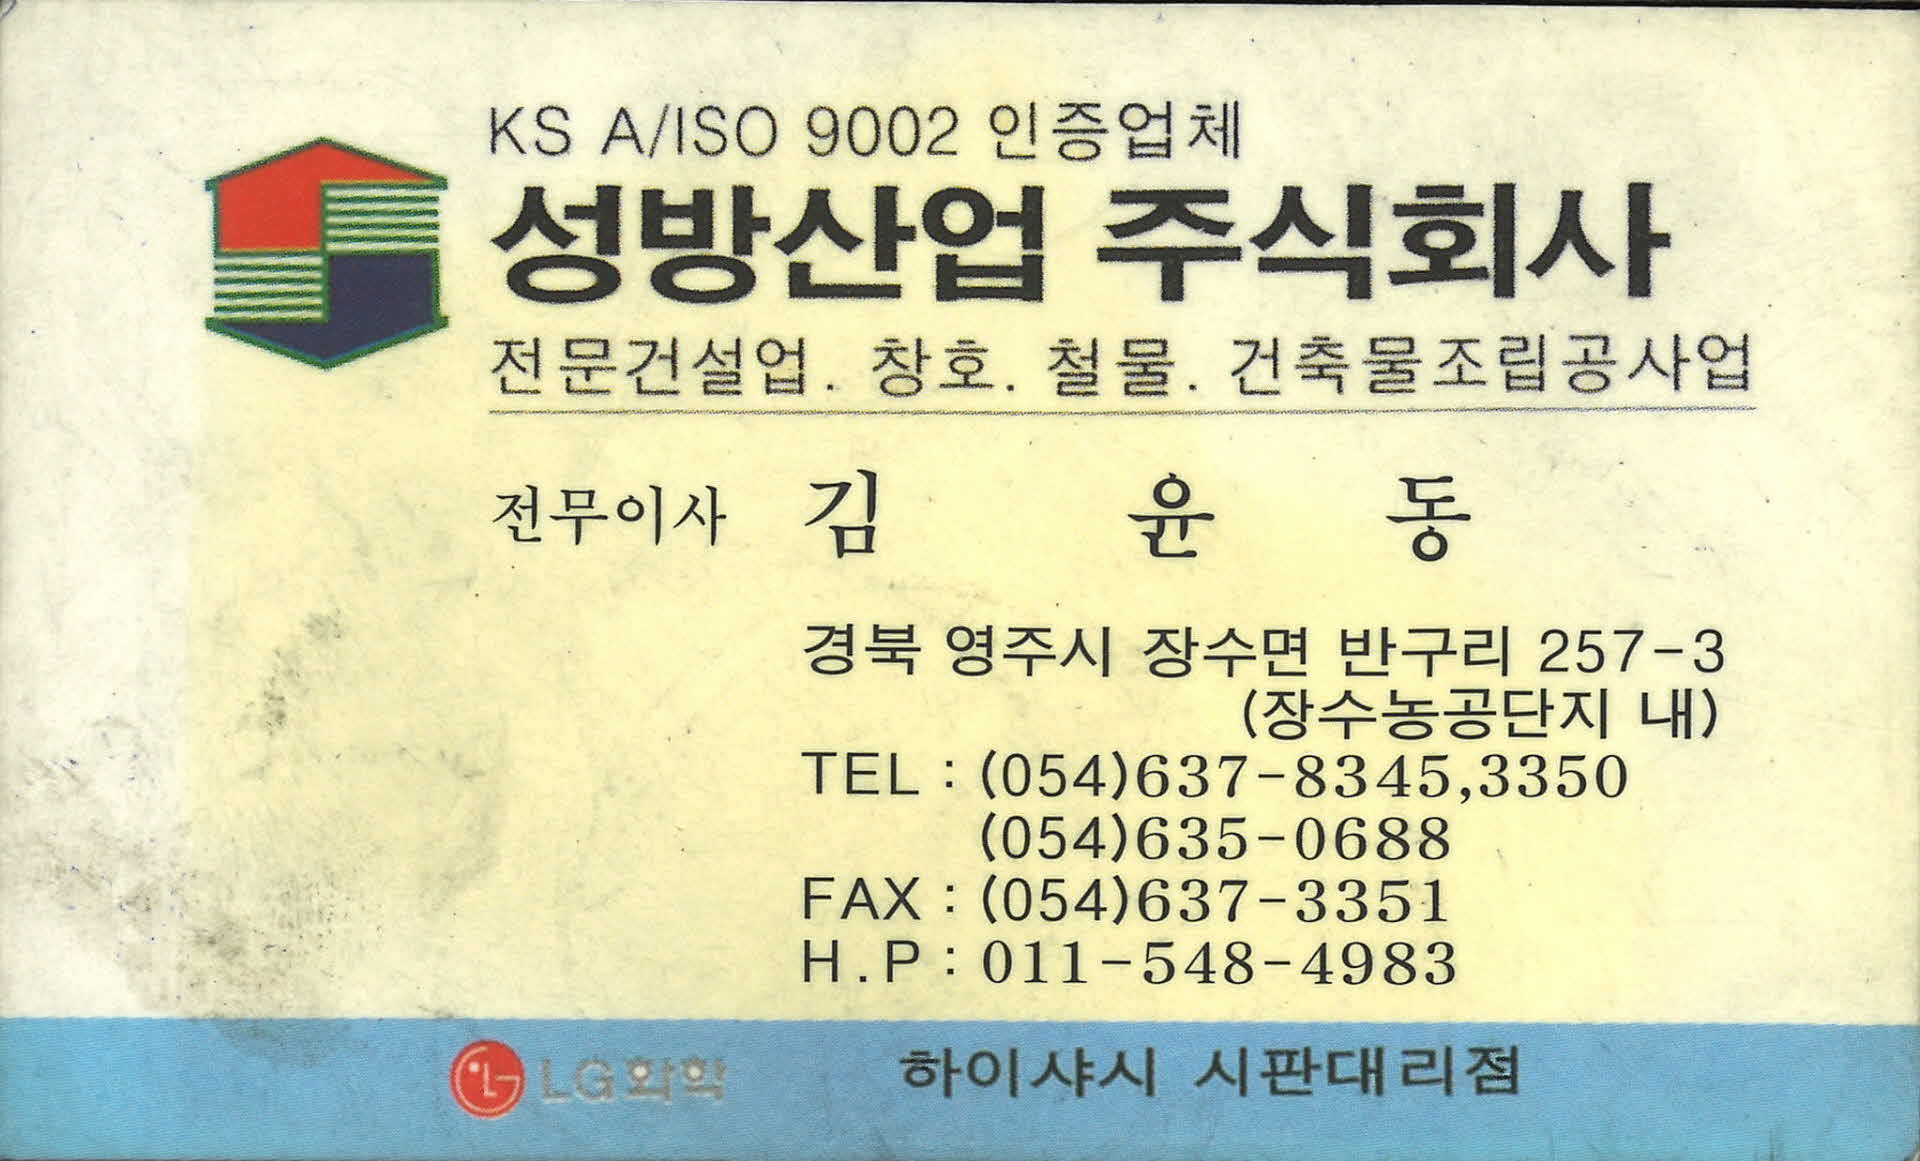 KS A/ISO 9002 인증업체
성방산업 주식회사
전문건설업. 창호. 철물. 건축물조립공사업
전무이사 김 윤 동
경북 영주시 장수면 반구리 257-3
(장수농공단지 내)
TEL : (054)637-8345,3350
(054)635-0688
FAX : (054)637-3351
H.P : 011-548-4983
LG화학 하이샤시 시판대리점